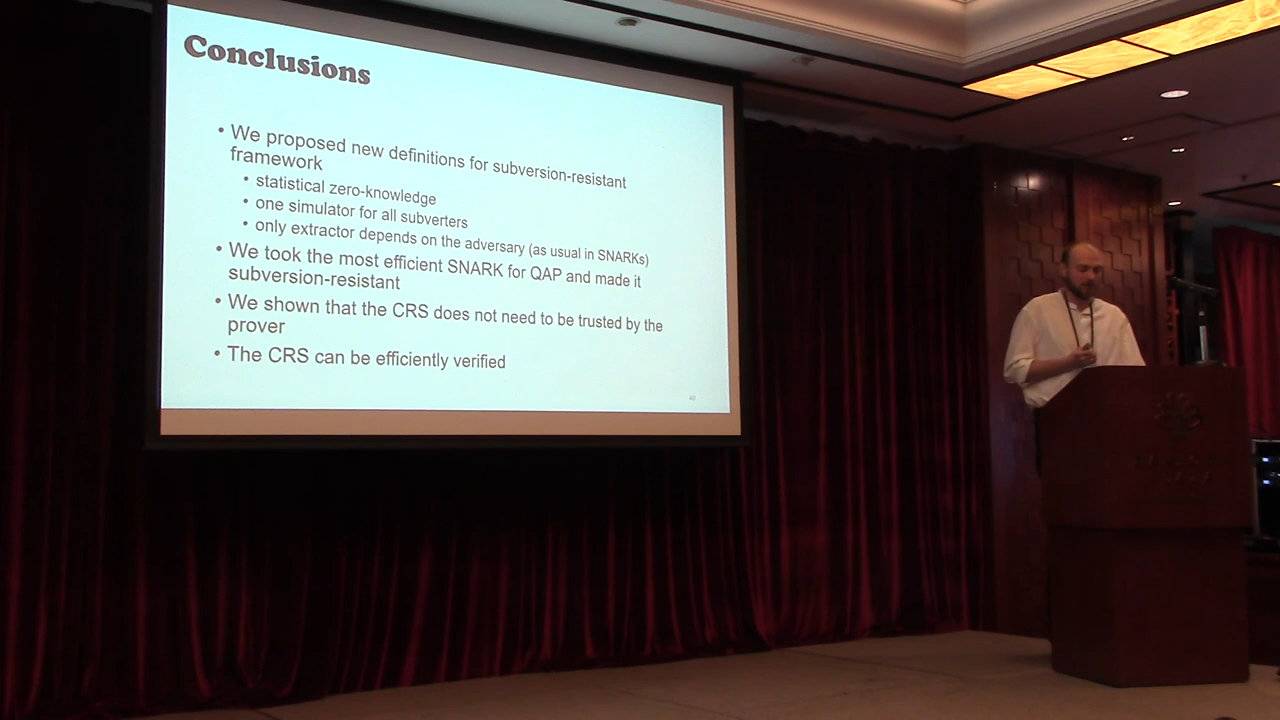 Conclusions
• We proposed new definitions for subversion-resistant
framework
• statistical zero-knowledge
• one simulator for all subverters
• only extractor depends on the adversary (as usual in SNARKs)
• We took the most efficient SNARK for QAP and made it
subversion-resistant
• We shown that the CRS does not need to be trusted by the
prover
• The CRS can be efficiently verified